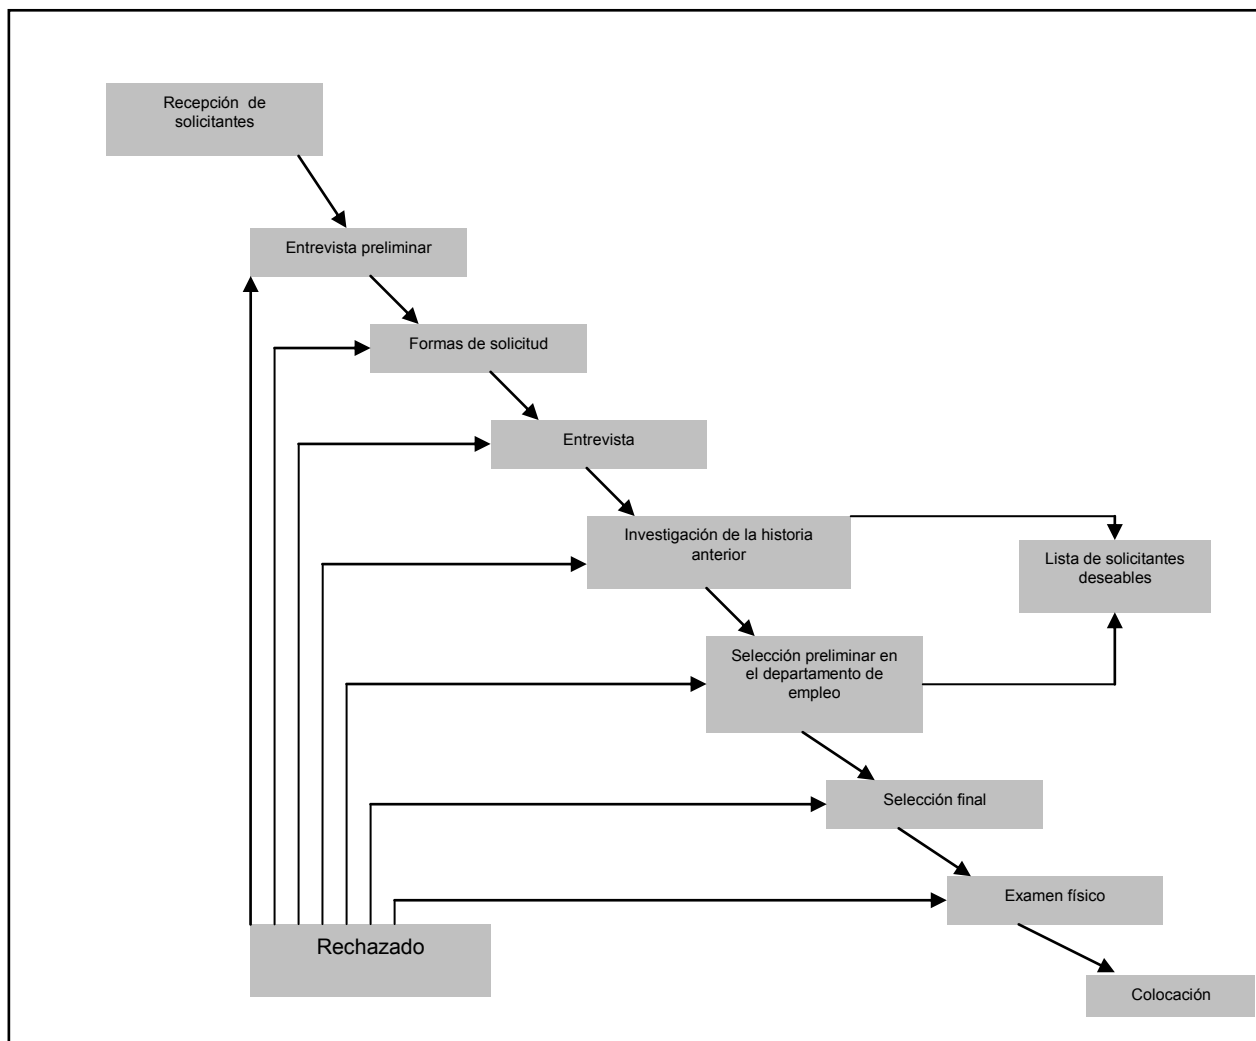 Recepción de
solicitantes
Entrevista preliminar
Formas de solicitud
Entrevista
Investigación de la historia
anterior
Lista de solicitantes
deseables
Selección preliminar en
el departamento de
empleo
Selección final
Examen físico
Rechazado
Colocación